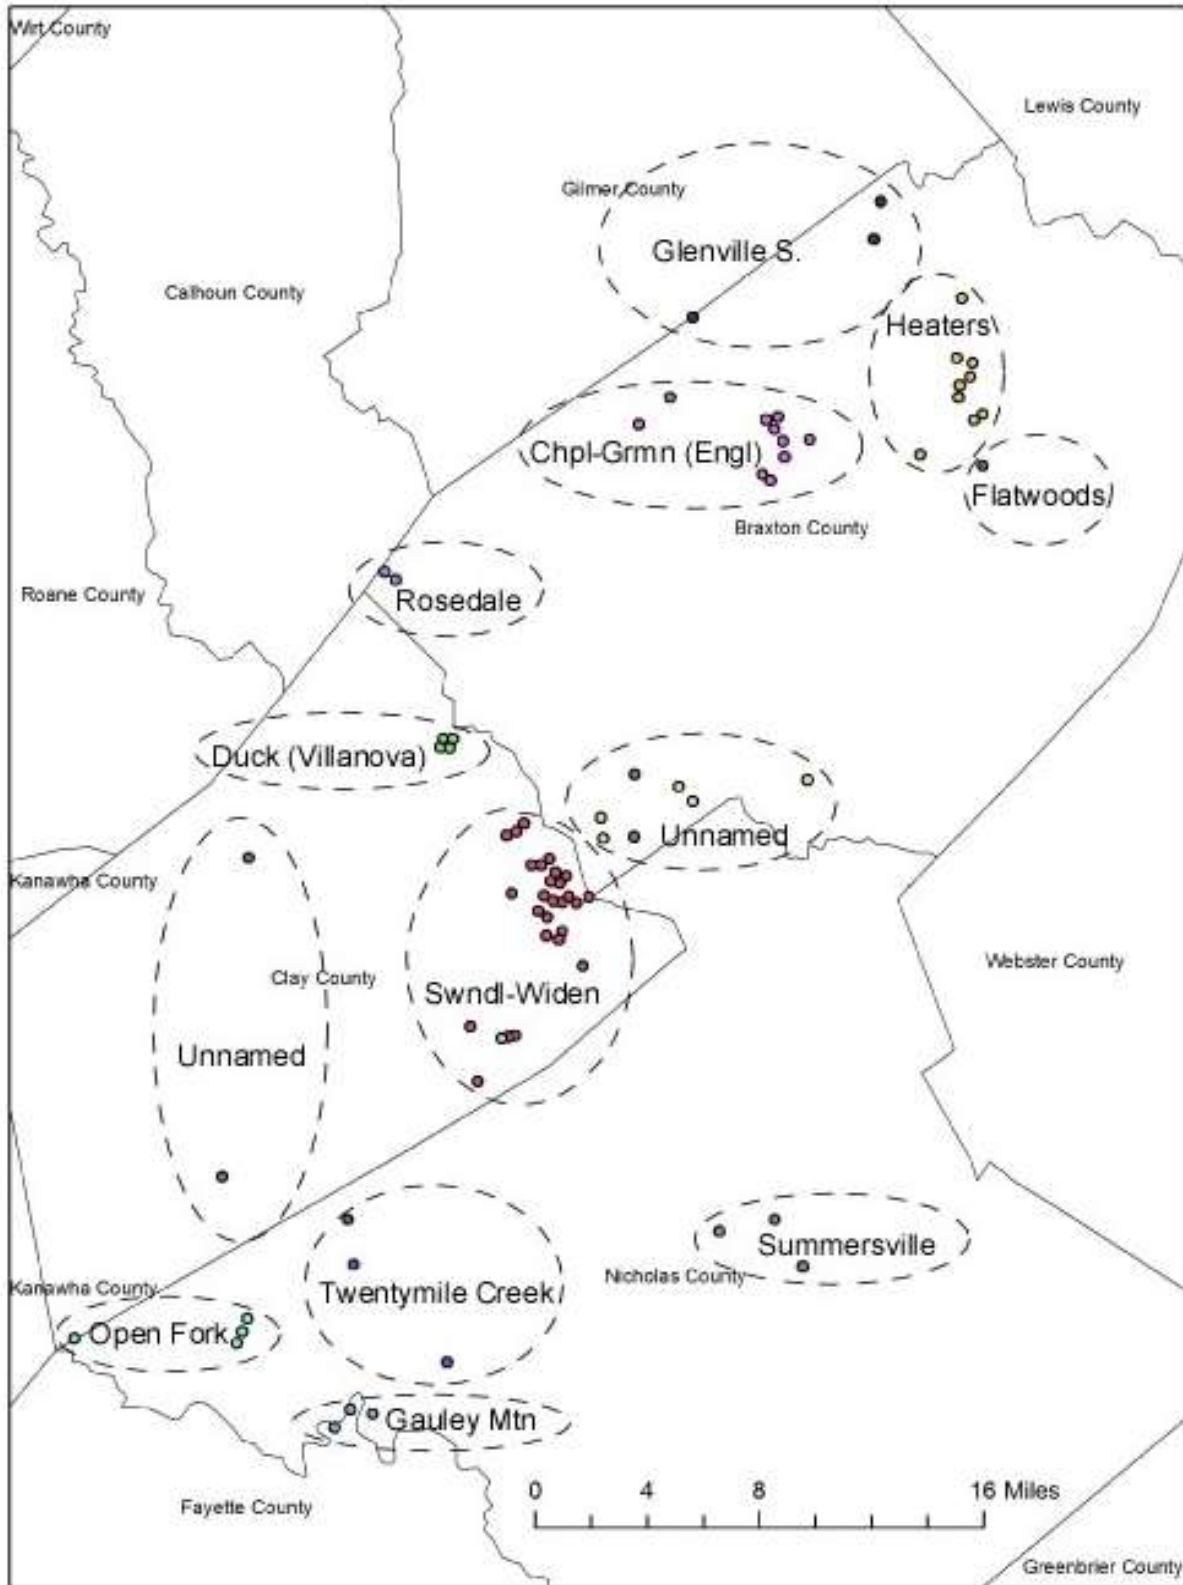 Wirt County
Lewis County
Gilmer County
Glenville S.
Calhoun County
Heaters
Chpl-Grmn (Engl)
Flatwoods
Braxton County
Roane County
Rosedale
Duck (Villanova)
Unnamed
Kanawha County
Webster County
Clay County
Swndl-Widen
Unnamed
Summersville
Nicholas County
Kanawha County
Twentymile Creek
Open Fork
Gauley Mtn
0 4 8 16 Miles
Fayette County
Greenbrier County